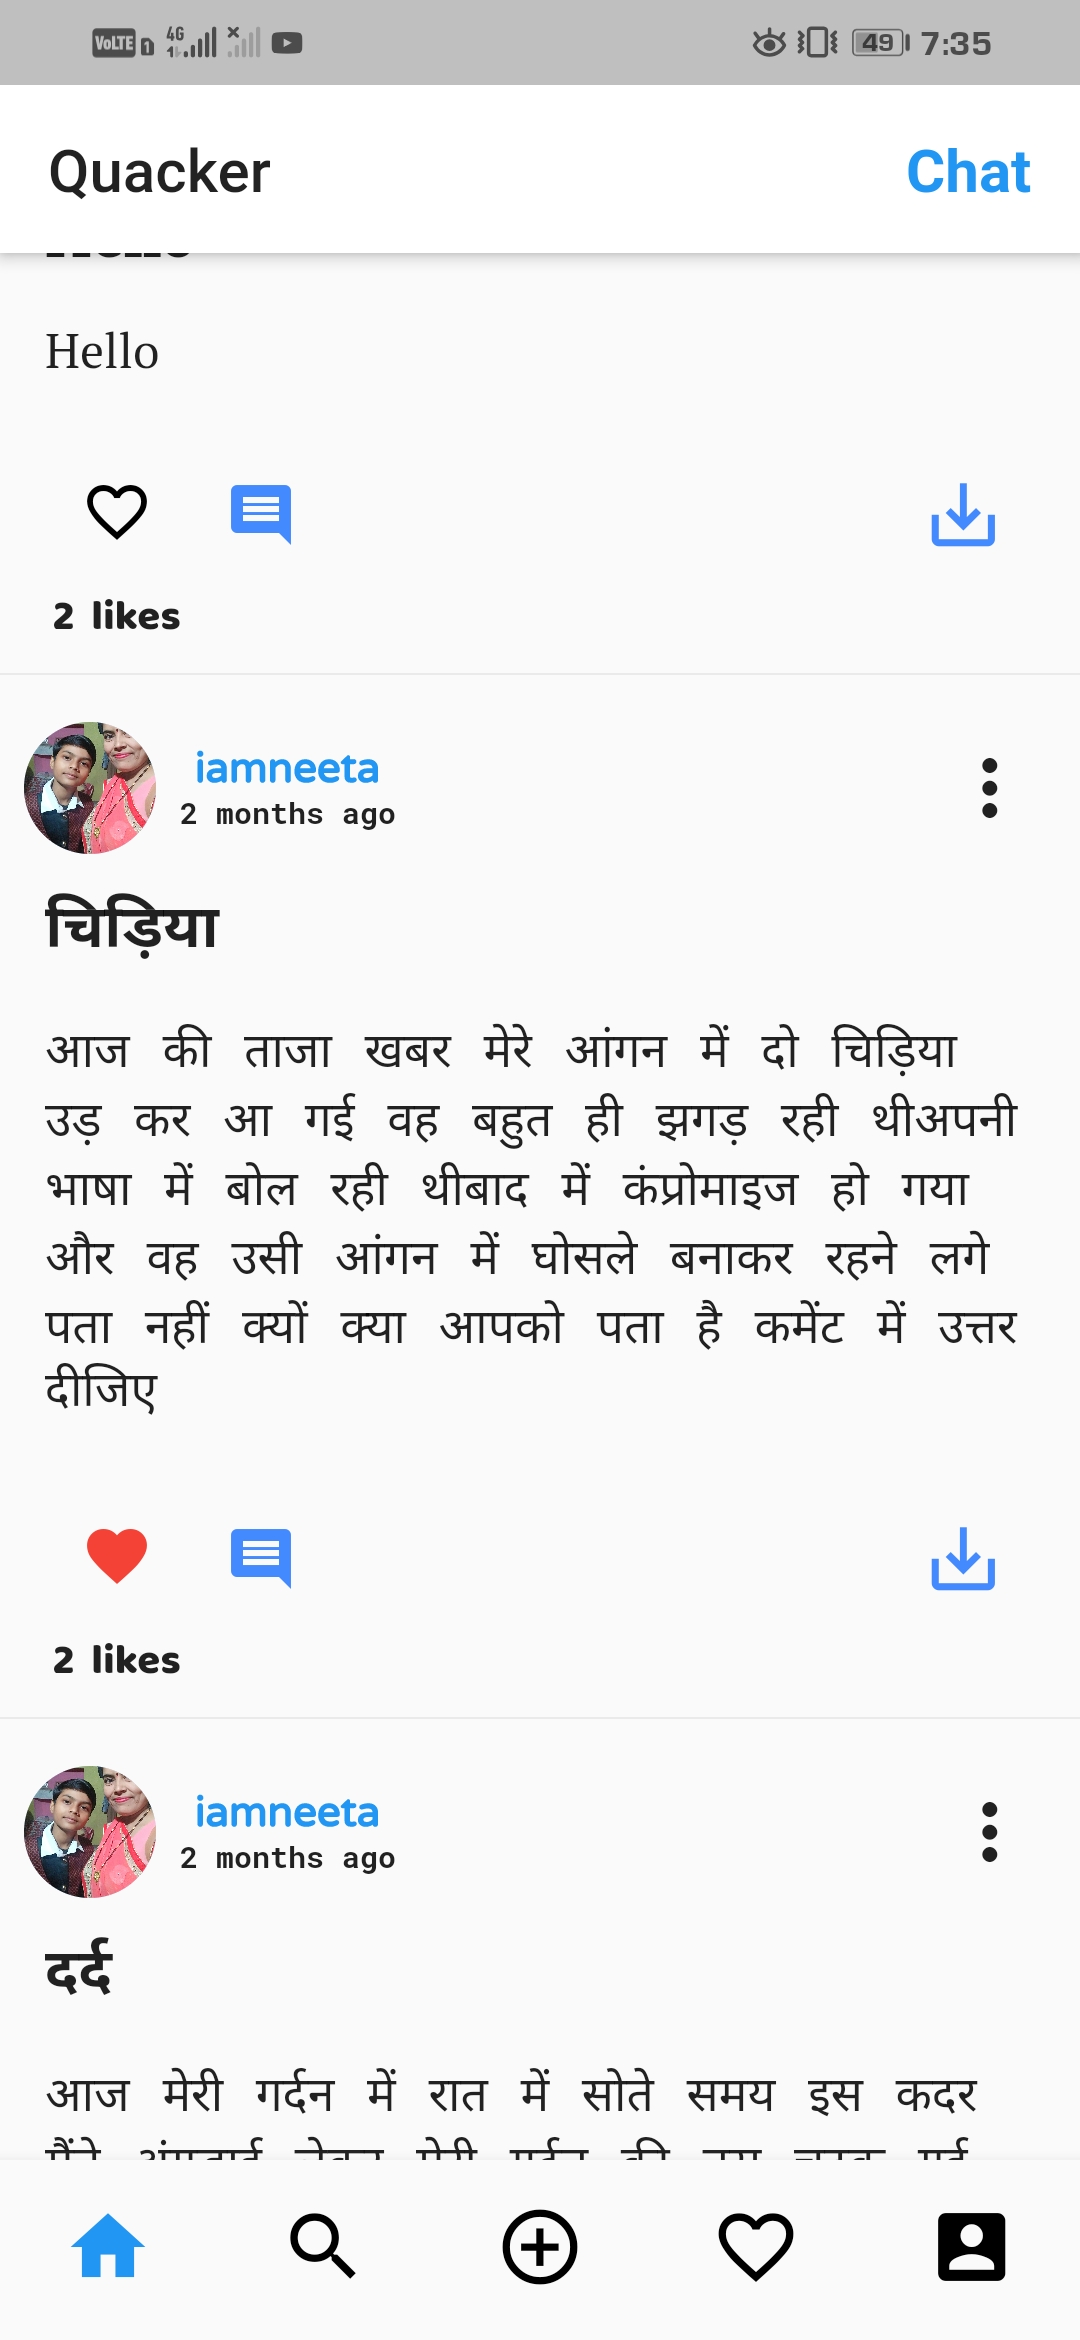 VoLTE 1 4G 49 7:35
Quacker Chat
Hello
Hello
2 likes
iamneeta
2 months ago
चिड़िया
आज की ताजा खबर मेरे आंगन में दो चिड़िया
उड़ कर आ गई वह बहुत ही झगड़ रही थीअपनी
भाषा में बोल रही थीबाद में कंप्रोमाइज हो गया
और वह उसी आंगन में घोसले बनाकर रहने लगे
पता नहीं क्यों क्या आपको पता है कमेंट में उत्तर
दीजिए
2 likes
iamneeta
2 months ago
दर्द
आज मेरी गर्दन में रात में सोते समय इस कदर